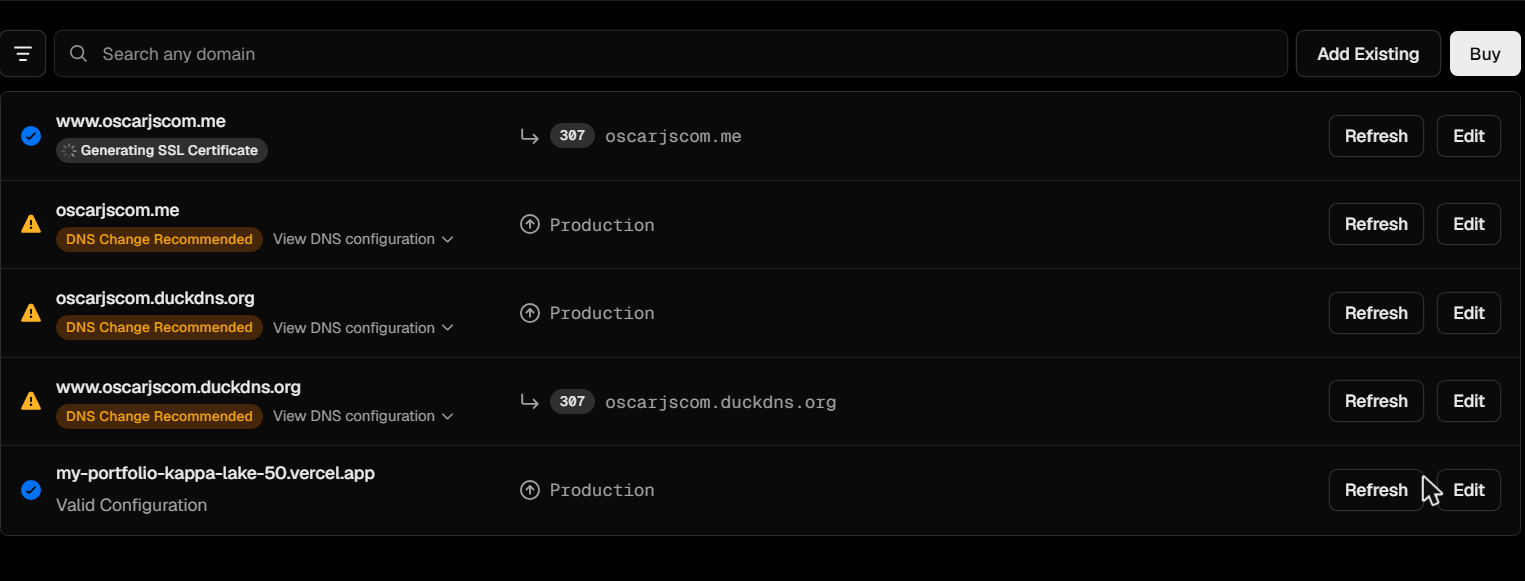 Search any domain
Add Existing
Buy
www.oscarjscom.me
Generating SSL Certificate
307 oscarjscom.me
Refresh
Edit
oscarjscom.me
DNS Change Recommended View DNS configuration
Production
Refresh
Edit
oscarjscom.duckdns.org
DNS Change Recommended View DNS configuration
Production
Refresh
Edit
www.oscarjscom.duckdns.org
DNS Change Recommended View DNS configuration
307 oscarjscom.duckdns.org
Refresh
Edit
my-portfolio-kappa-lake-50.vercel.app
Valid Configuration
Production
Refresh
Edit